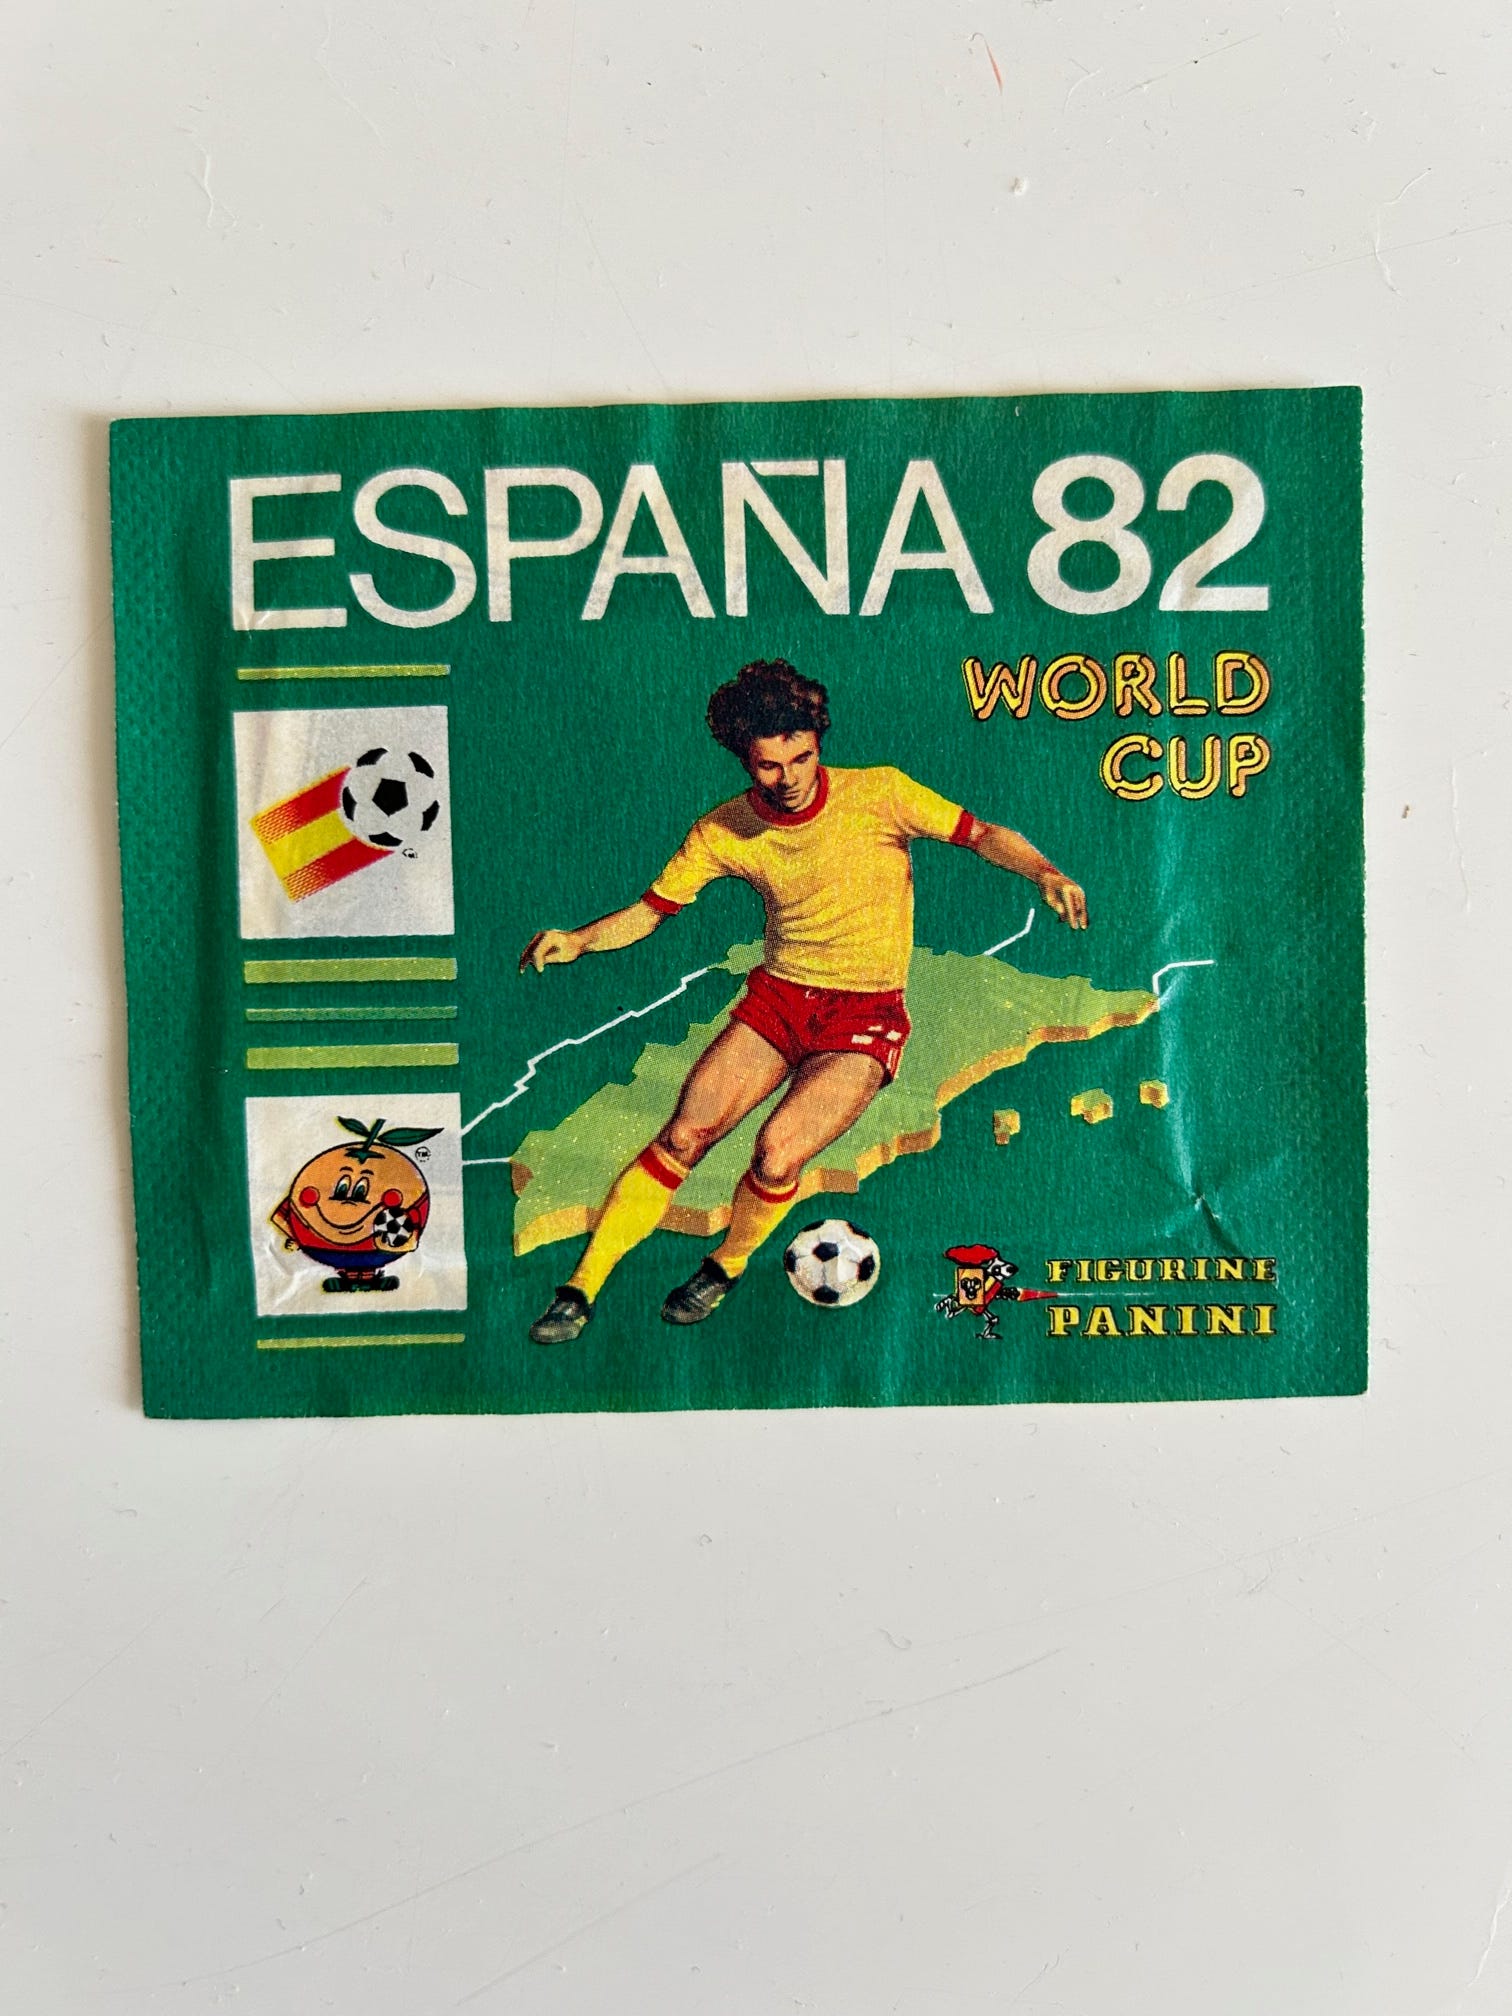 ESPAÑA 82
WORLD
CUP
FIGURINE
PANINI